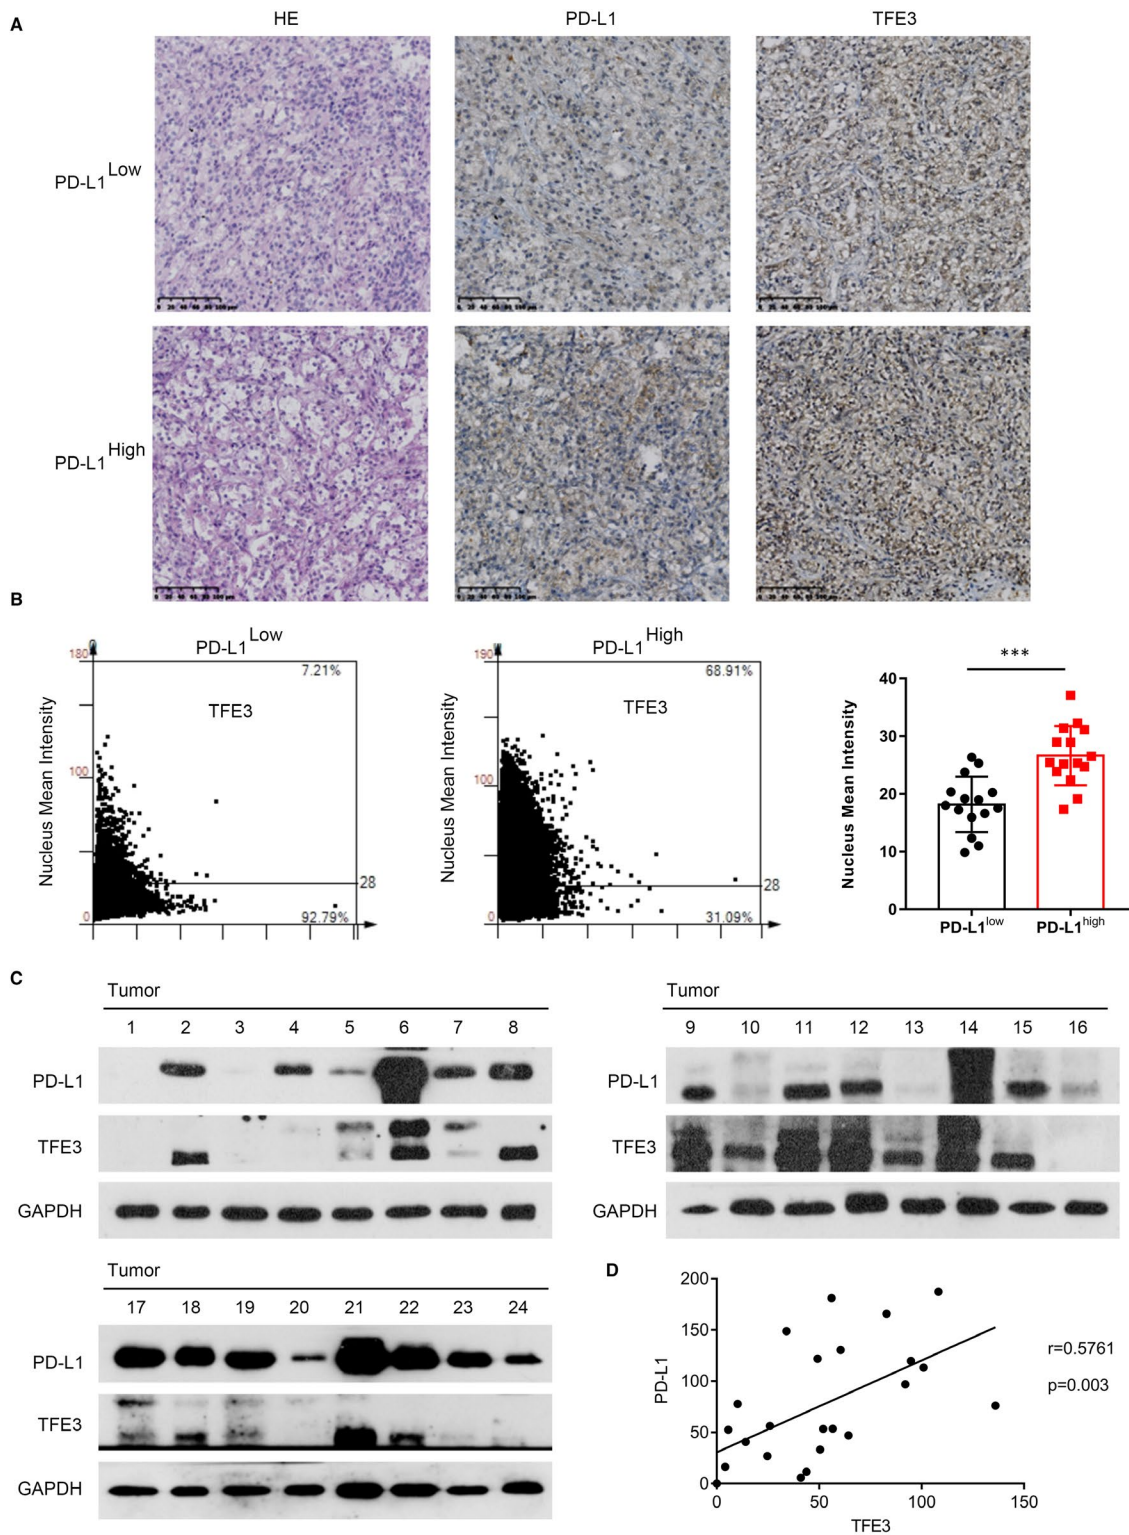 A
HE PD-L1 TFE3
PD-L1 Low
PD-L1 High
B
PD-L1 Low
180
7.21%
TFE3
Nucleus Mean Intensity
100
28
0
92.79%
PD-L1 High
190
68.91%
TFE3
Nucleus Mean Intensity
100
28
0
31.09%
***
Nucleus Mean Intensity
40
30
20
10
0
PD-L1low PD-L1high
C
Tumor
1 2 3 4 5 6 7 8
PD-L1
TFE3
GAPDH
Tumor
9 10 11 12 13 14 15 16
PD-L1
TFE3
GAPDH
Tumor
17 18 19 20 21 22 23 24
PD-L1
TFE3
GAPDH
D
PD-L1
200
150
100
50
0
0 50 100 150
TFE3
r=0.5761
p=0.003